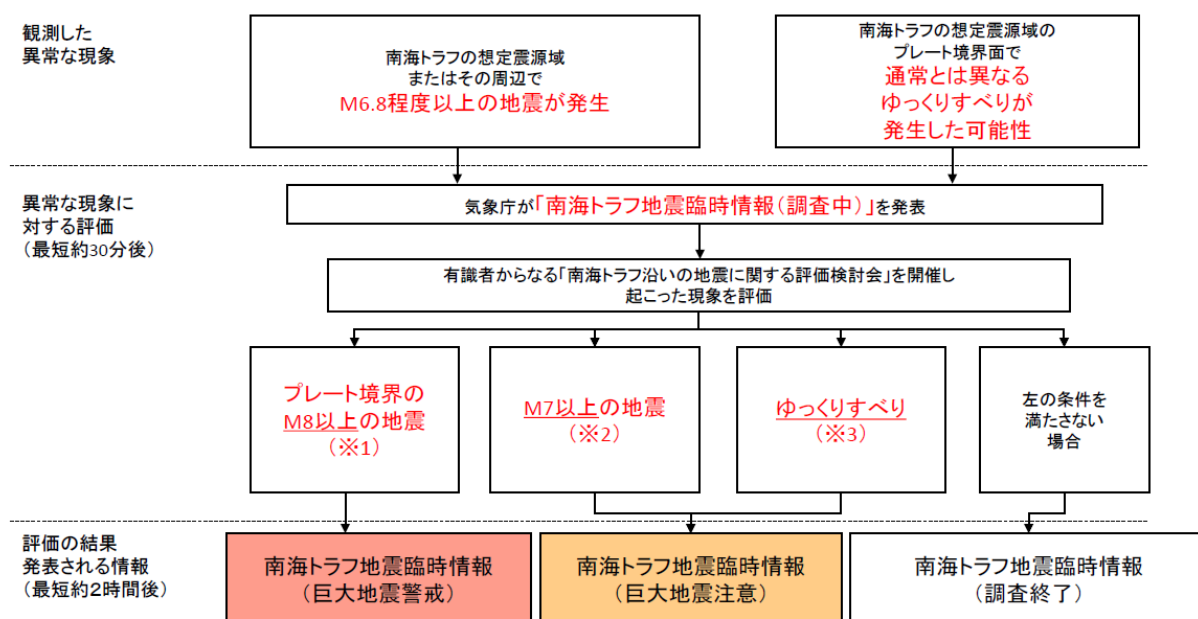 観測した
異常な現象
南海トラフの想定震源域
またはその周辺で
M6.8程度以上の地震が発生
南海トラフの想定震源域の
プレート境界面で
通常とは異なる
ゆっくりすべりが
発生した可能性
異常な現象に
対する評価
(最短約30分後)
気象庁が「南海トラフ地震臨時情報(調査中)」を発表
有識者からなる「南海トラフ沿いの地震に関する評価検討会」を開催し
起こった現象を評価
プレート境界の
M8以上の地震
(※1)
M7以上の地震
(※2)
ゆっくりすべり
(※3)
左の条件を
満たさない
場合
評価の結果
発表される情報
(最短約2時間後)
南海トラフ地震臨時情報
(巨大地震警戒)
南海トラフ地震臨時情報
(巨大地震注意)
南海トラフ地震臨時情報
(調査終了)